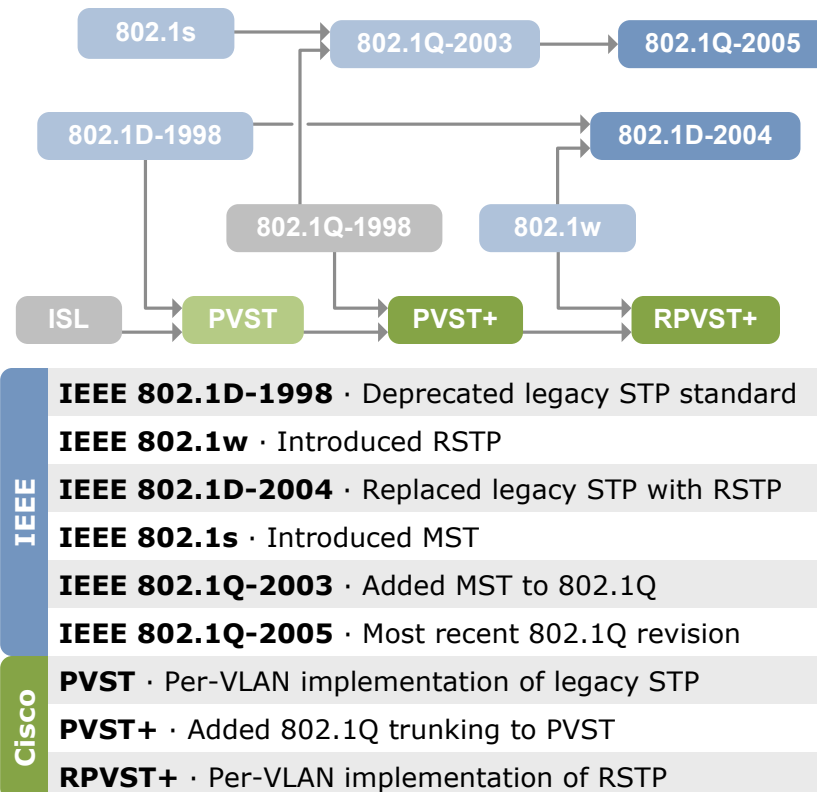 802.1s
802.1Q-2003
802.1Q-2005
802.1D-1998
802.1D-2004
802.1Q-1998
802.1w
ISL
PVST
PVST+
RPVST+
IEEE
IEEE 802.1D-1998 · Deprecated legacy STP standard
IEEE 802.1w · Introduced RSTP
IEEE 802.1D-2004 · Replaced legacy STP with RSTP
IEEE 802.1s · Introduced MST
IEEE 802.1Q-2003 · Added MST to 802.1Q
IEEE 802.1Q-2005 · Most recent 802.1Q revision
Cisco
PVST · Per-VLAN implementation of legacy STP
PVST+ · Added 802.1Q trunking to PVST
RPVST+ · Per-VLAN implementation of RSTP